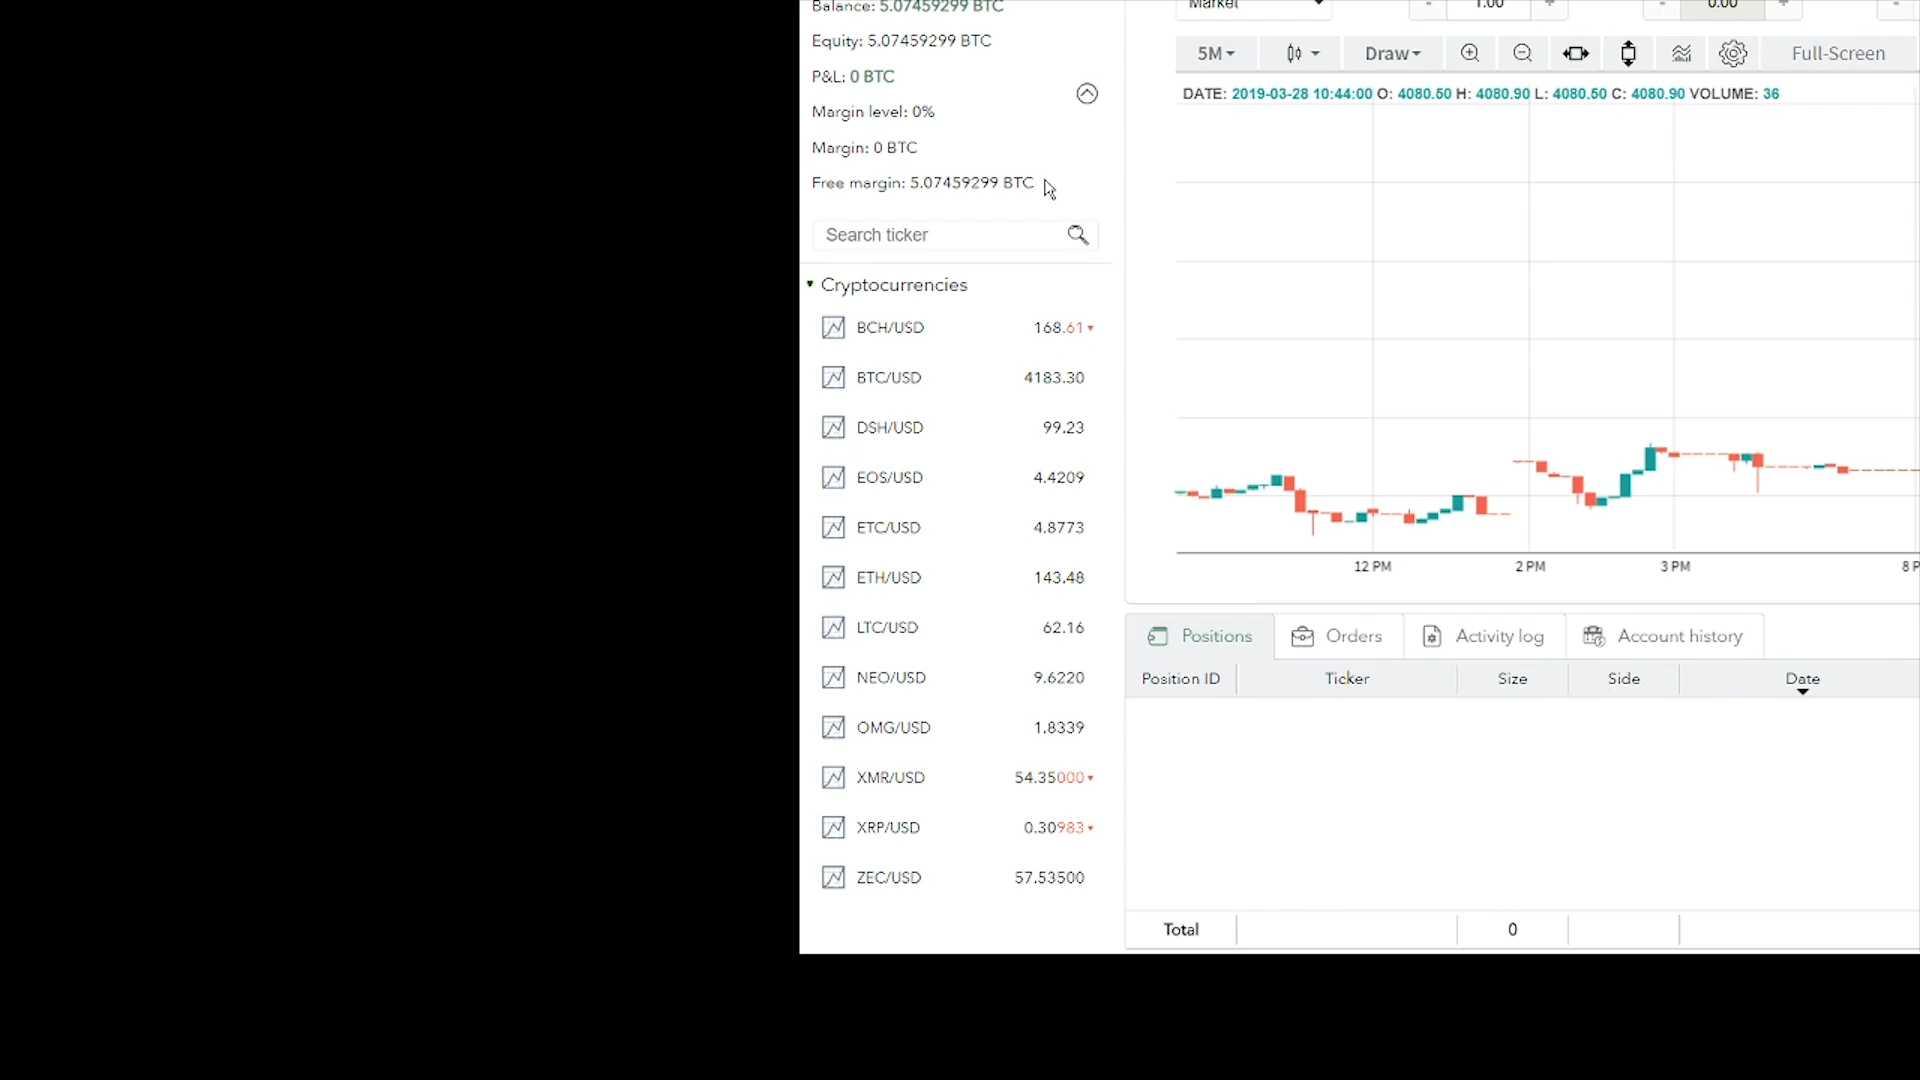 Balance: 5.07459299 BTC
Equity: 5.07459299 BTC
P&L: 0 BTC
Margin level: 0%
Margin: 0 BTC
Free margin: 5.07459299 BTC
Search ticker
Cryptocurrencies
BCH/USD 168.61
BTC/USD 4183.30
DSH/USD 99.23
EOS/USD 4.4209
ETC/USD 4.8773
ETH/USD 143.48
LTC/USD 62.16
NEO/USD 9.6220
OMG/USD 1.8339
XMR/USD 54.35000
XRP/USD 0.30983
ZEC/USD 57.53500
Market - 1.00 + - 0.00 + -
5M Draw Full-Screen
DATE: 2019-03-28 10:44:00 O: 4080.50 H: 4080.90 L: 4080.50 C: 4080.90 VOLUME: 36
12 PM 2 PM 3 PM 8 P
Positions Orders Activity log Account history
Position ID Ticker Size Side Date
Total 0